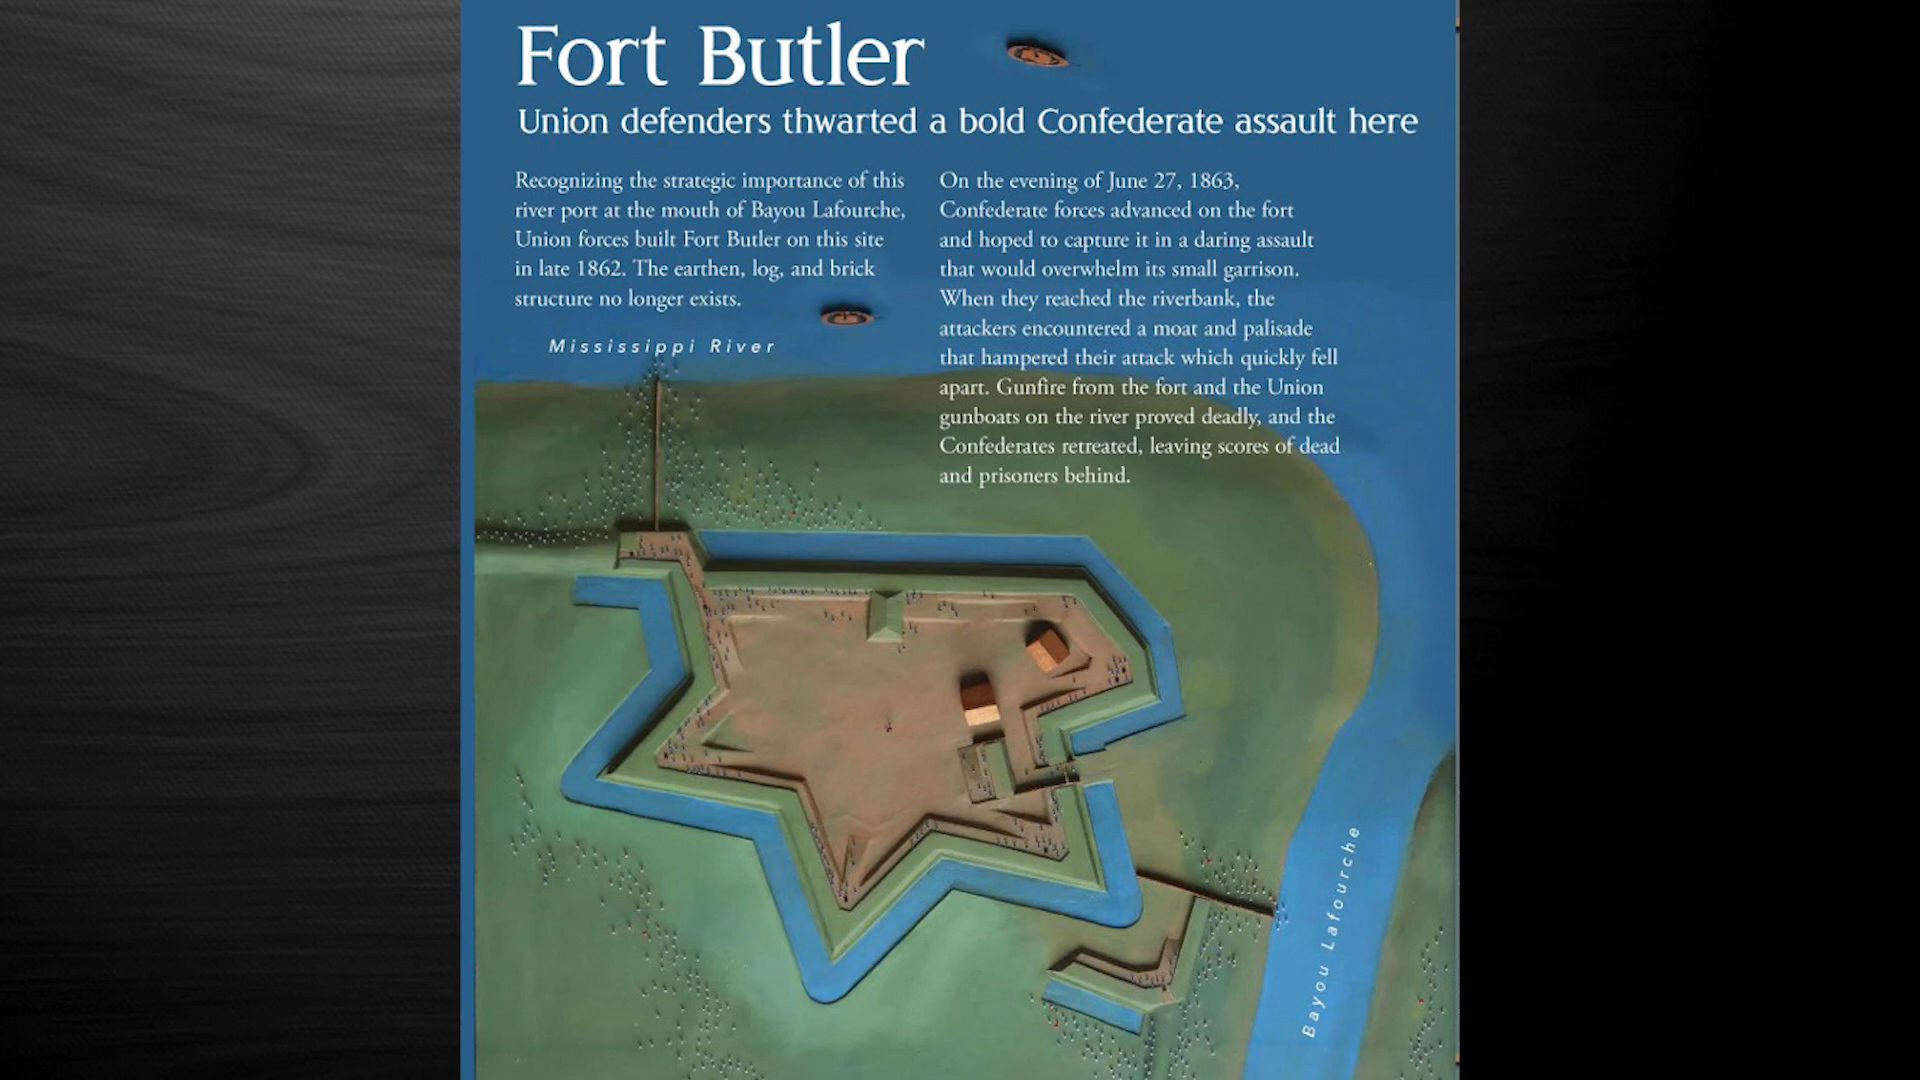 Fort Butler
Union defenders thwarted a bold Confederate assault here
Recognizing the strategic importance of this
river port at the mouth of Bayou Lafourche,
Union forces built Fort Butler on this site
in late 1862. The earthen, log, and brick
structure no longer exists.
On the evening of June 27, 1863,
Confederate forces advanced on the fort
and hoped to capture it in a daring assault
that would overwhelm its small garrison.
When they reached the riverbank, the
attackers encountered a moat and palisade
that hampered their attack which quickly fell
apart. Gunfire from the fort and the Union
gunboats on the river proved deadly, and the
Confederates retreated, leaving scores of dead
and prisoners behind.
Mississippi River
Bayou Lafourche